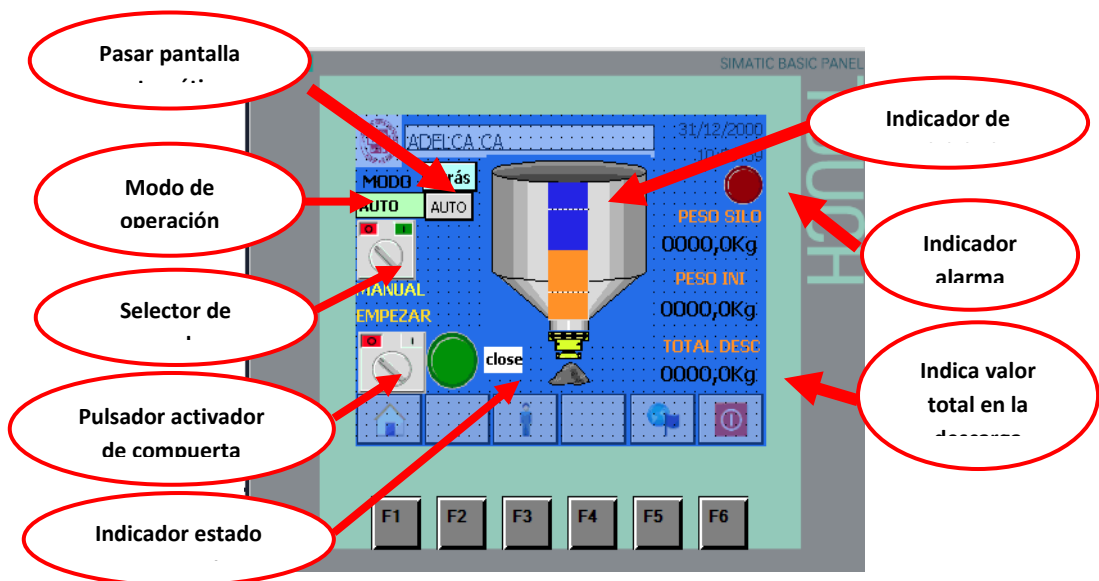 Pasar pantalla
SIMATIC BASIC PANEL
TOUCH
Indicador de
31/12/2000
ADELCA CA
MODO
AUTO
AUTO
Modo de
operación
PESO SILO
0000,0Kg
Indicador
alarma
PESO INI
0000,0Kg
MANUAL
EMPEZAR
Selector de
TOTAL DESC
0000,0Kg
close
Indica valor
total en la
descarga
Pulsador activador
de compuerta
Indicador estado
F1 F2 F3 F4 F5 F6